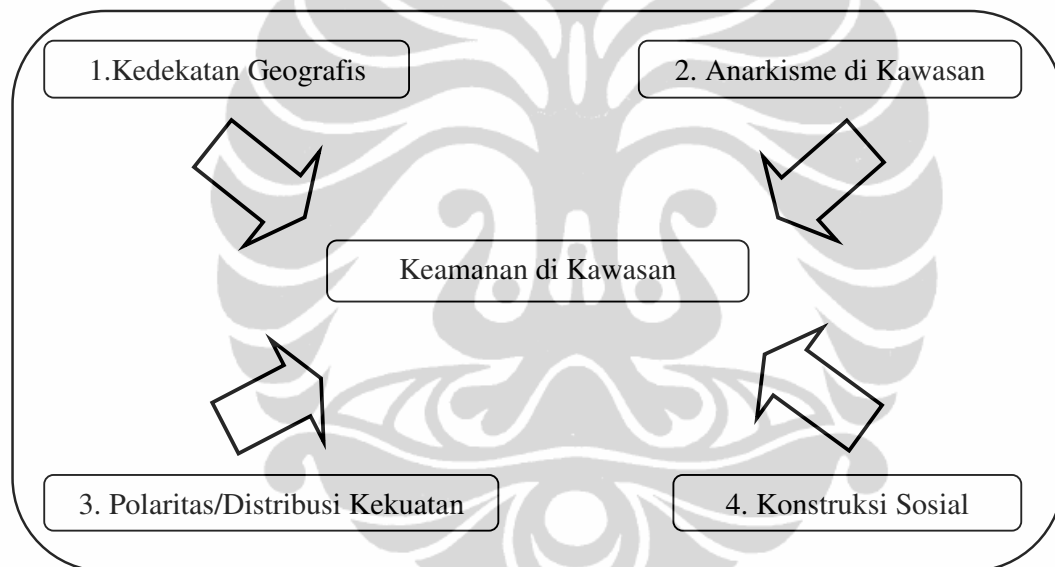 1.Kedekatan Geografis
2. Anarkisme di Kawasan
Keamanan di Kawasan
3. Polaritas/Distribusi Kekuatan
4. Konstruksi Sosial